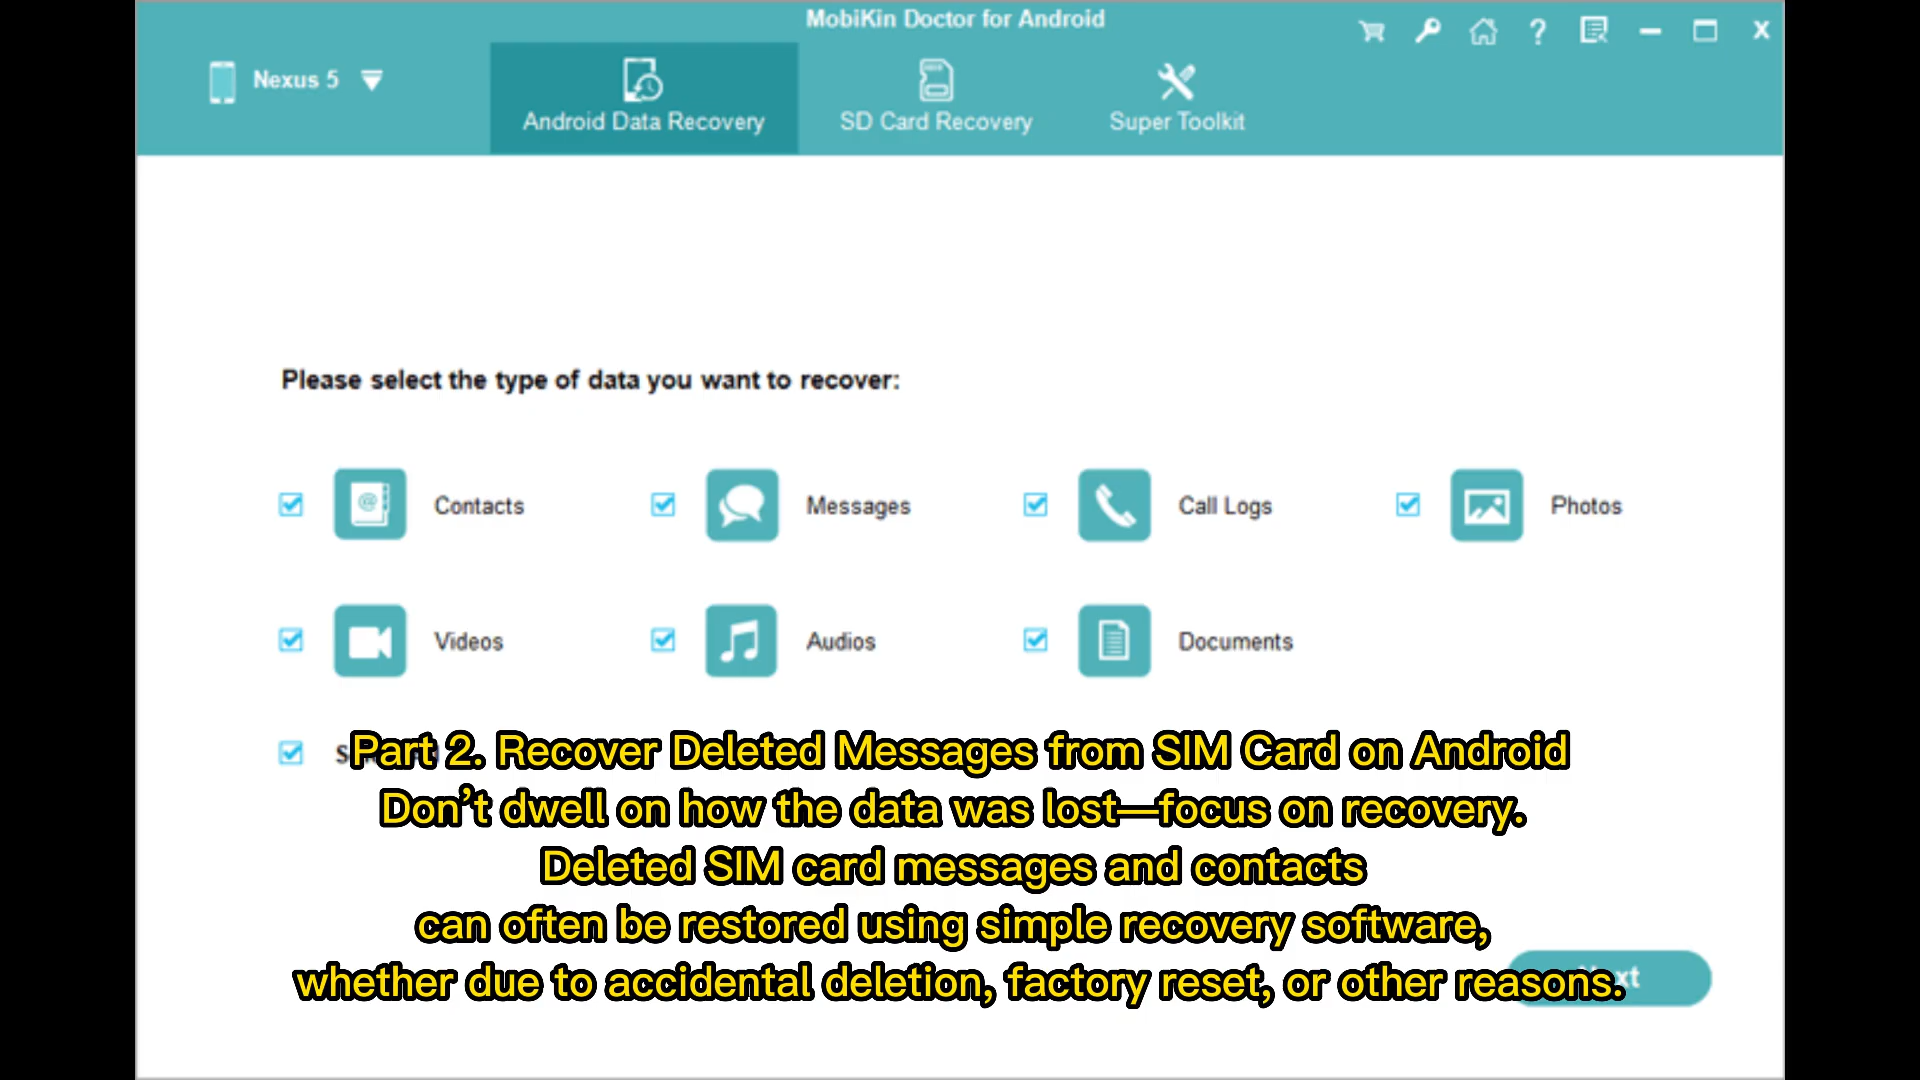 MobiKin Doctor for Android
Nexus 5
Android Data Recovery
SD Card Recovery
Super Toolkit
Please select the type of data you want to recover:
Contacts
Messages
Call Logs
Photos
Videos
Audios
Documents
Part 2. Recover Deleted Messages from SIM Card on Android
Don’t dwell on how the data was lost—focus on recovery.
Deleted SIM card messages and contacts
can often be restored using simple recovery software,
whether due to accidental deletion, factory reset, or other reasons.